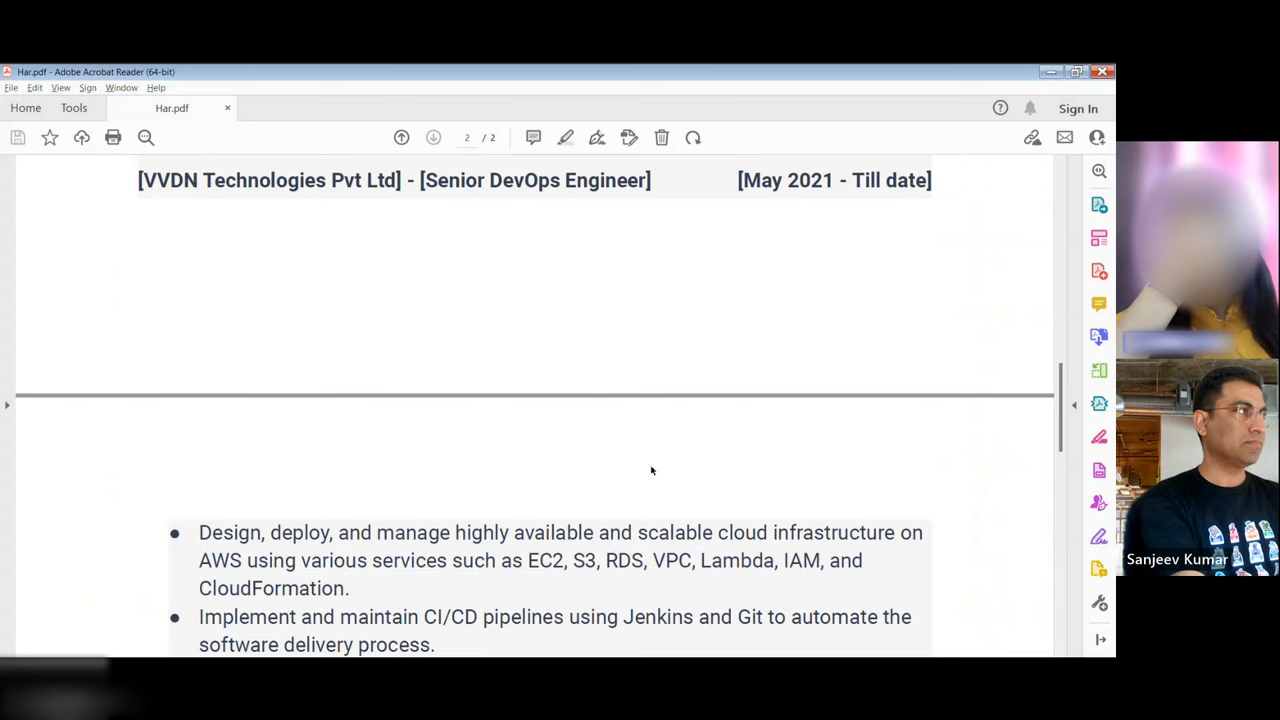 Har.pdf - Adobe Acrobat Reader (64-bit)
File Edit View Sign Window Help
Home Tools Har.pdf × Sign In
2 / 2
[VVDN Technologies Pvt Ltd] - [Senior DevOps Engineer] [May 2021 - Till date]
● Design, deploy, and manage highly available and scalable cloud infrastructure on
AWS using various services such as EC2, S3, RDS, VPC, Lambda, IAM, and
CloudFormation.
● Implement and maintain CI/CD pipelines using Jenkins and Git to automate the
software delivery process.
Sanjeev Kumar